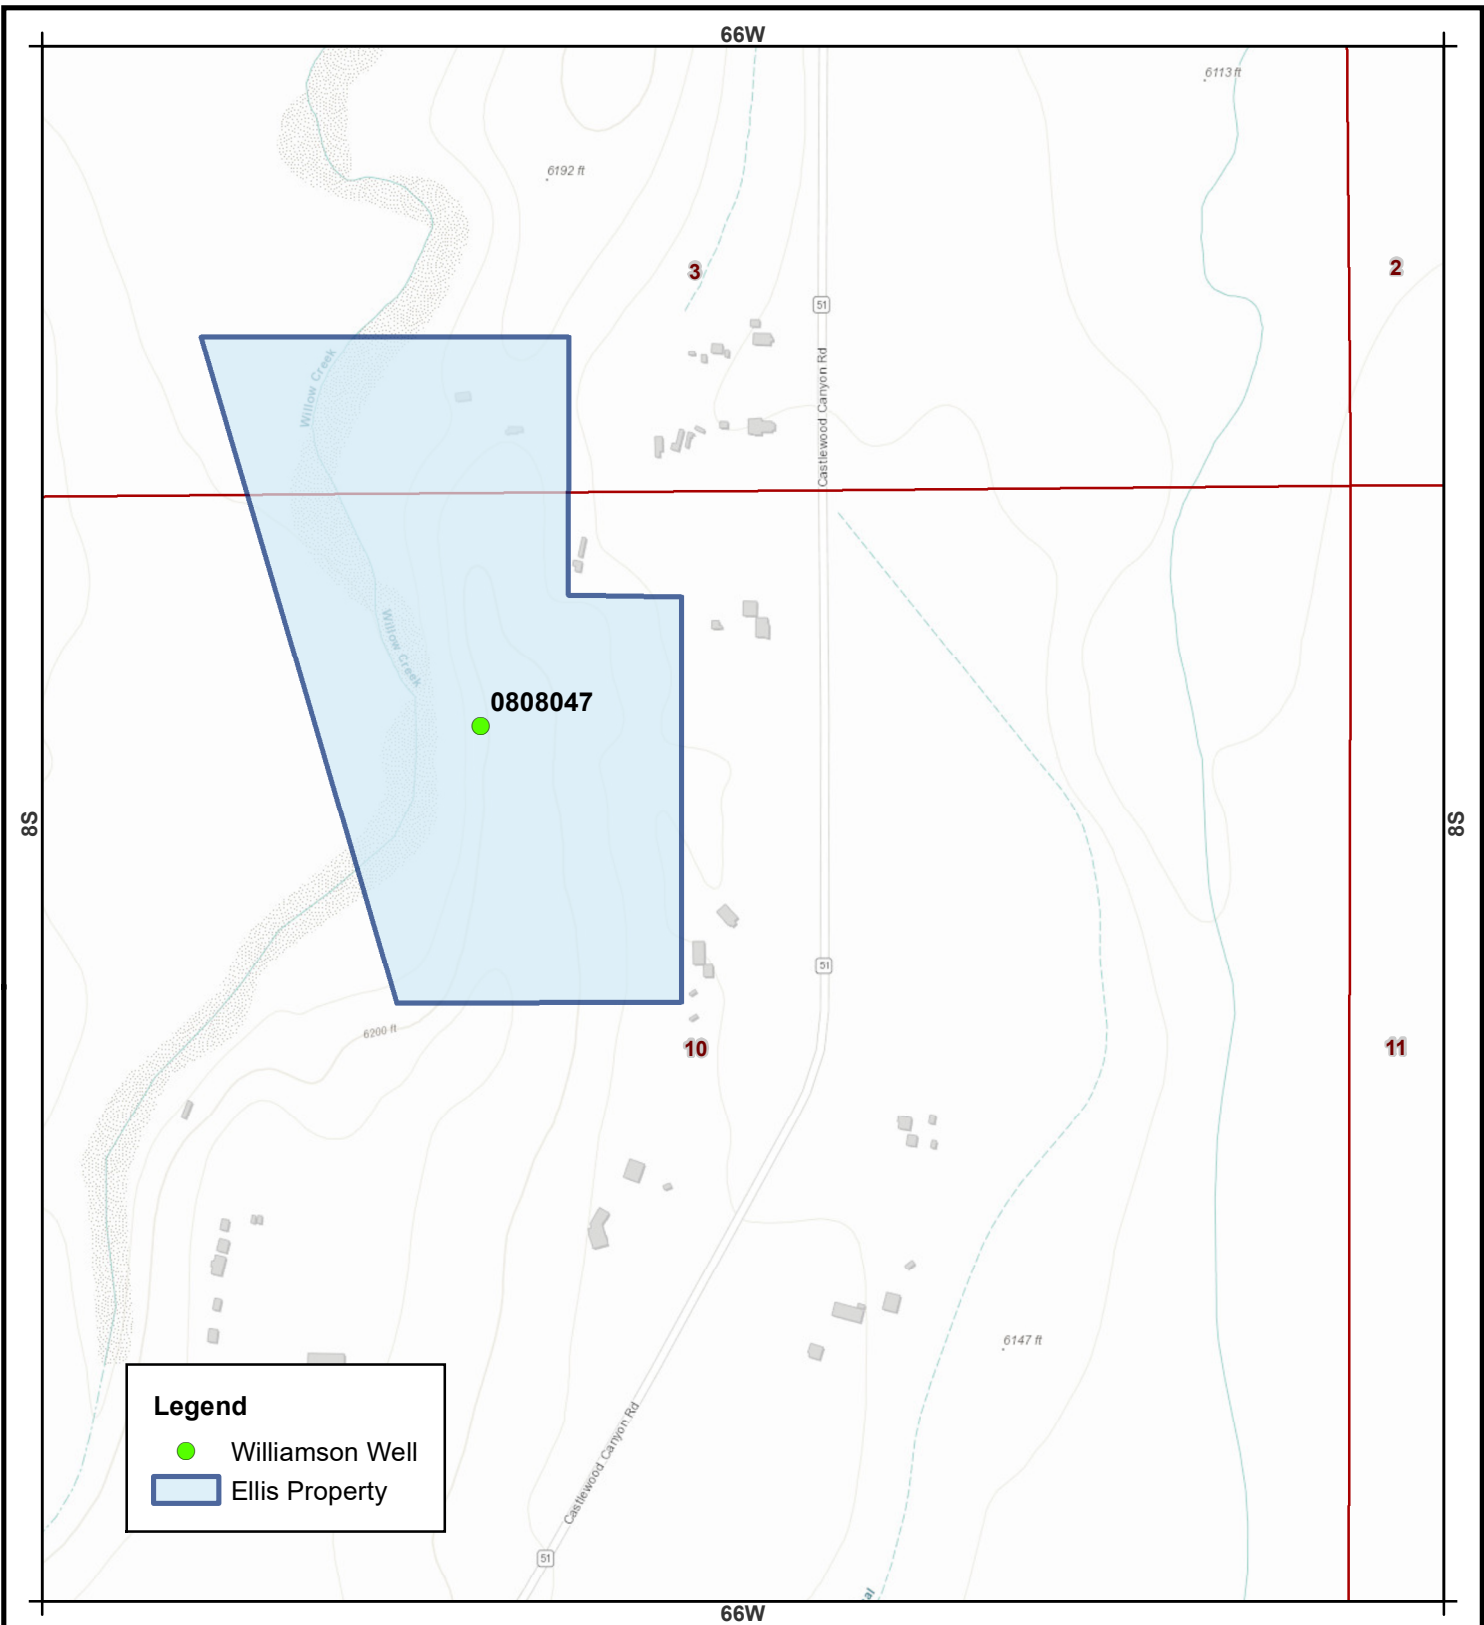 66W
6113 ft
6192 ft
3
2
51
Castlewood Canyon Rd
Willow Creek
Willow Creek
0808047
8S
8S
51
6200 ft
10
11
6147 ft
Castlewood Canyon Rd
Legend
Williamson Well
Ellis Property
51
al
66W